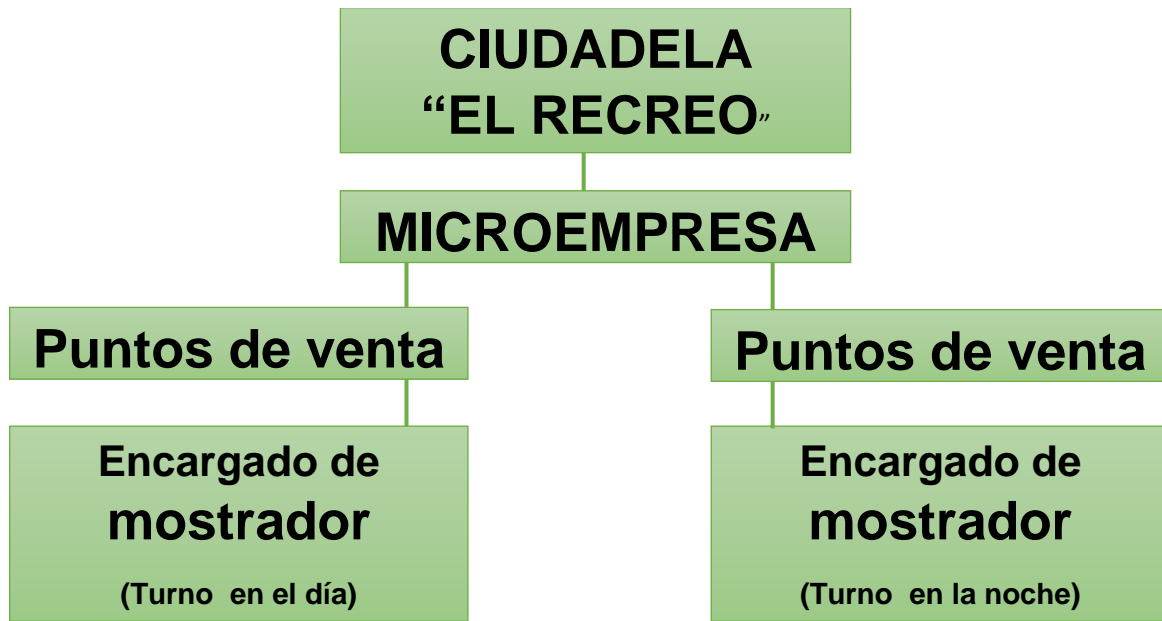 CIUDADELA
“EL RECREO”
MICROEMPRESA
Puntos de venta
Puntos de venta
Encargado de
mostrador
(Turno en el día)
Encargado de
mostrador
(Turno en la noche)